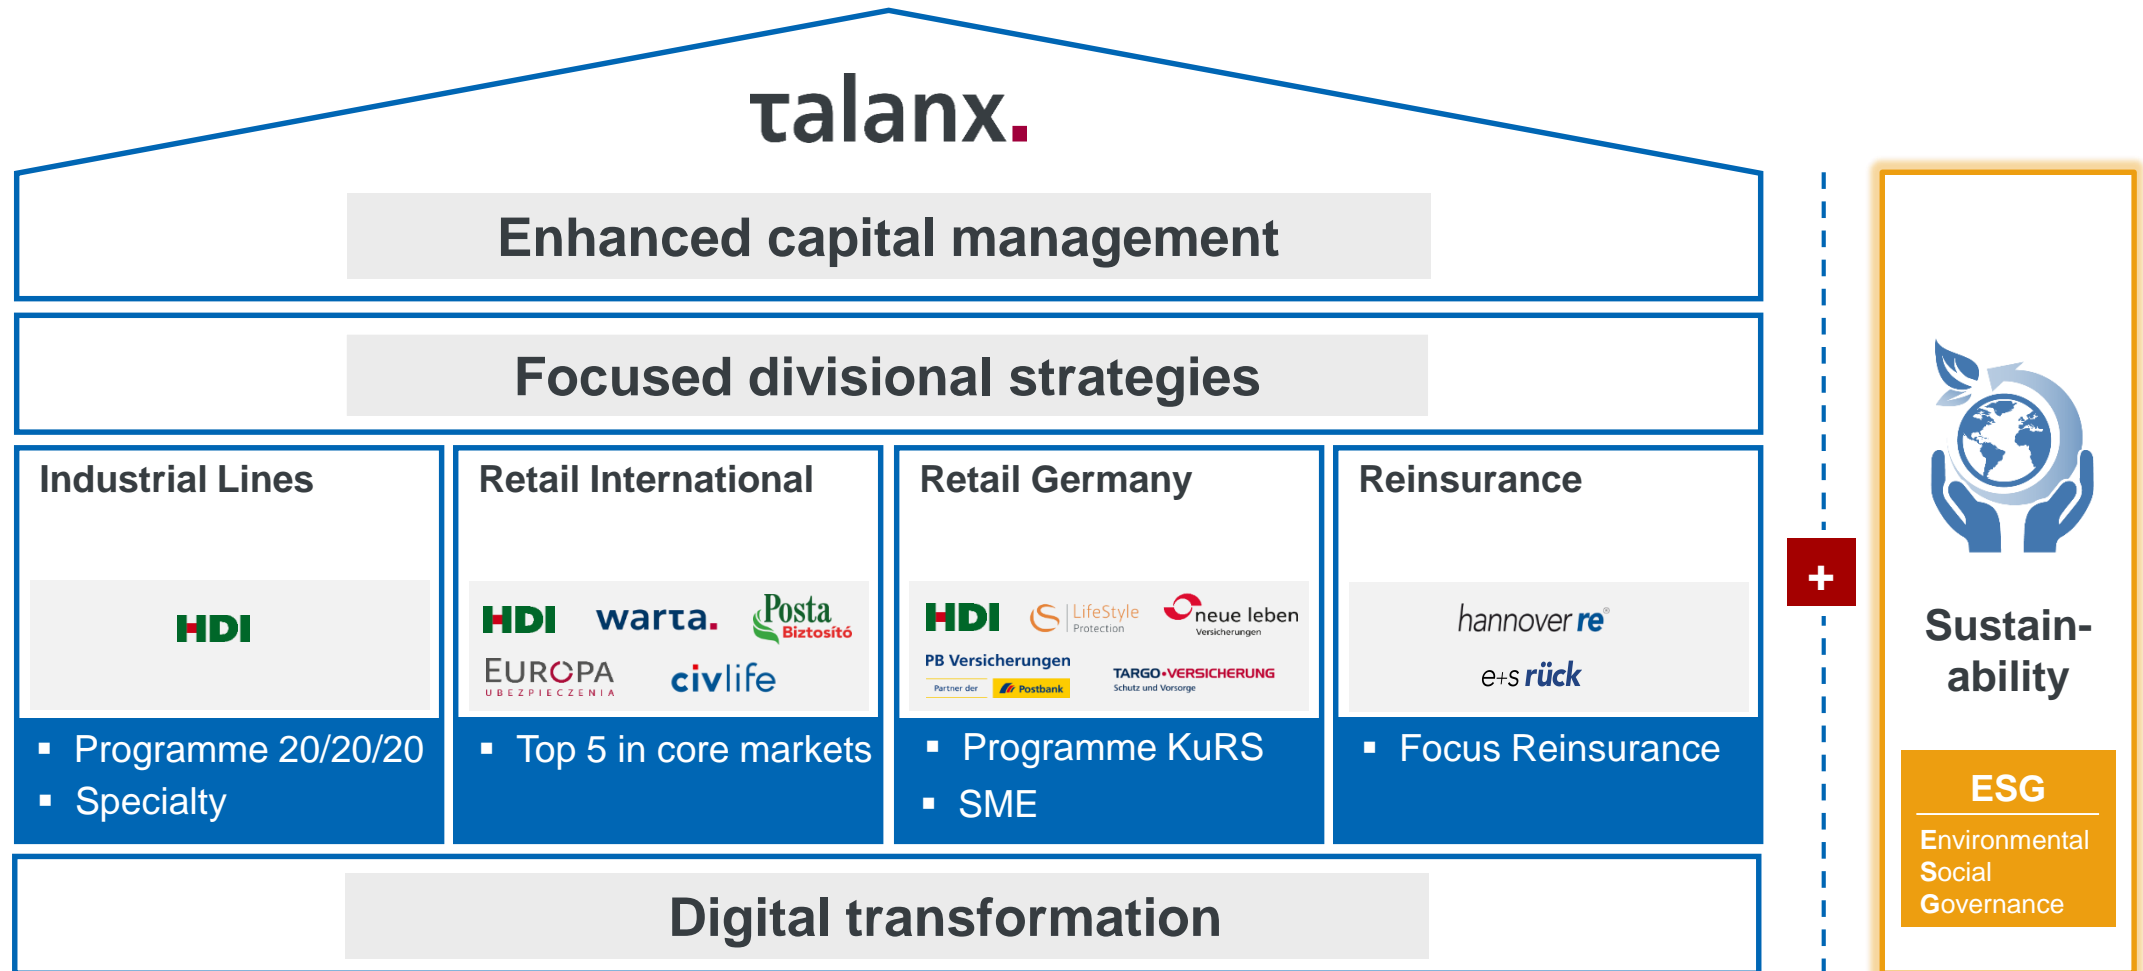 talanx.
Enhanced capital management
Focused divisional strategies
Industrial Lines
HDI
▪ Programme 20/20/20
▪ Specialty
Retail International
HDI
warta.
Posta
Biztosító
EUROPA
UBEZPIECZENIA
civlife
▪ Top 5 in core markets
Retail Germany
HDI
S LifeStyle
Protection
neue leben
Versicherungen
PB Versicherungen
Partner der Postbank
TARGO•VERSICHERUNG
Schutz und Vorsorge
▪ Programme KuRS
▪ SME
Reinsurance
hannover re®
e+s rück
▪ Focus Reinsurance
Digital transformation
+
Sustain-
ability
ESG
Environmental
Social
Governance